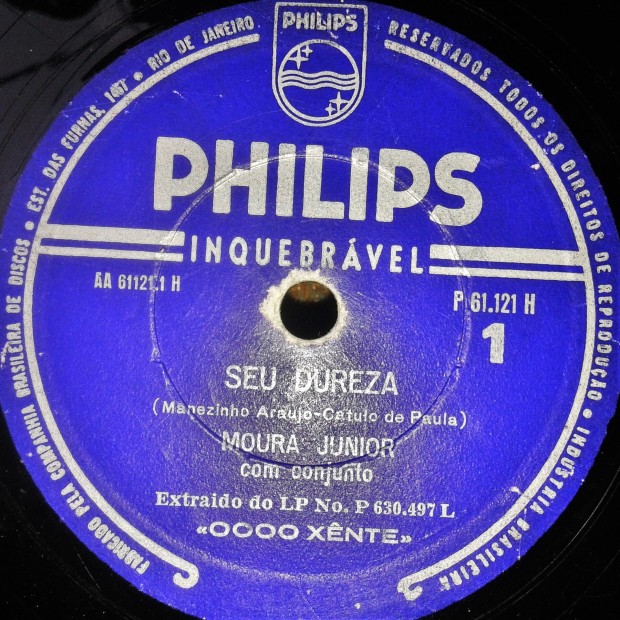 PHILIPS
PHILIPS
INQUEBRÁVEL
AA 61121.1 H
P 61.121 H
1
SEU DUREZA
(Manezinho Araujo-Catulo de Paula)
MOURA JUNIOR
com conjunto
Extraido do LP No. P 630.497 L
«OOOO XÊNTE»
FABRICADO PELA COMPANHIA BRASILEIRA DE DISCOS • EST. DAS FURNAS, 1467 • RIO DE JANEIRO
RESERVADOS TODOS OS DIREITOS DE REPRODUÇÃO • INDUSTRIA BRASILEIRA